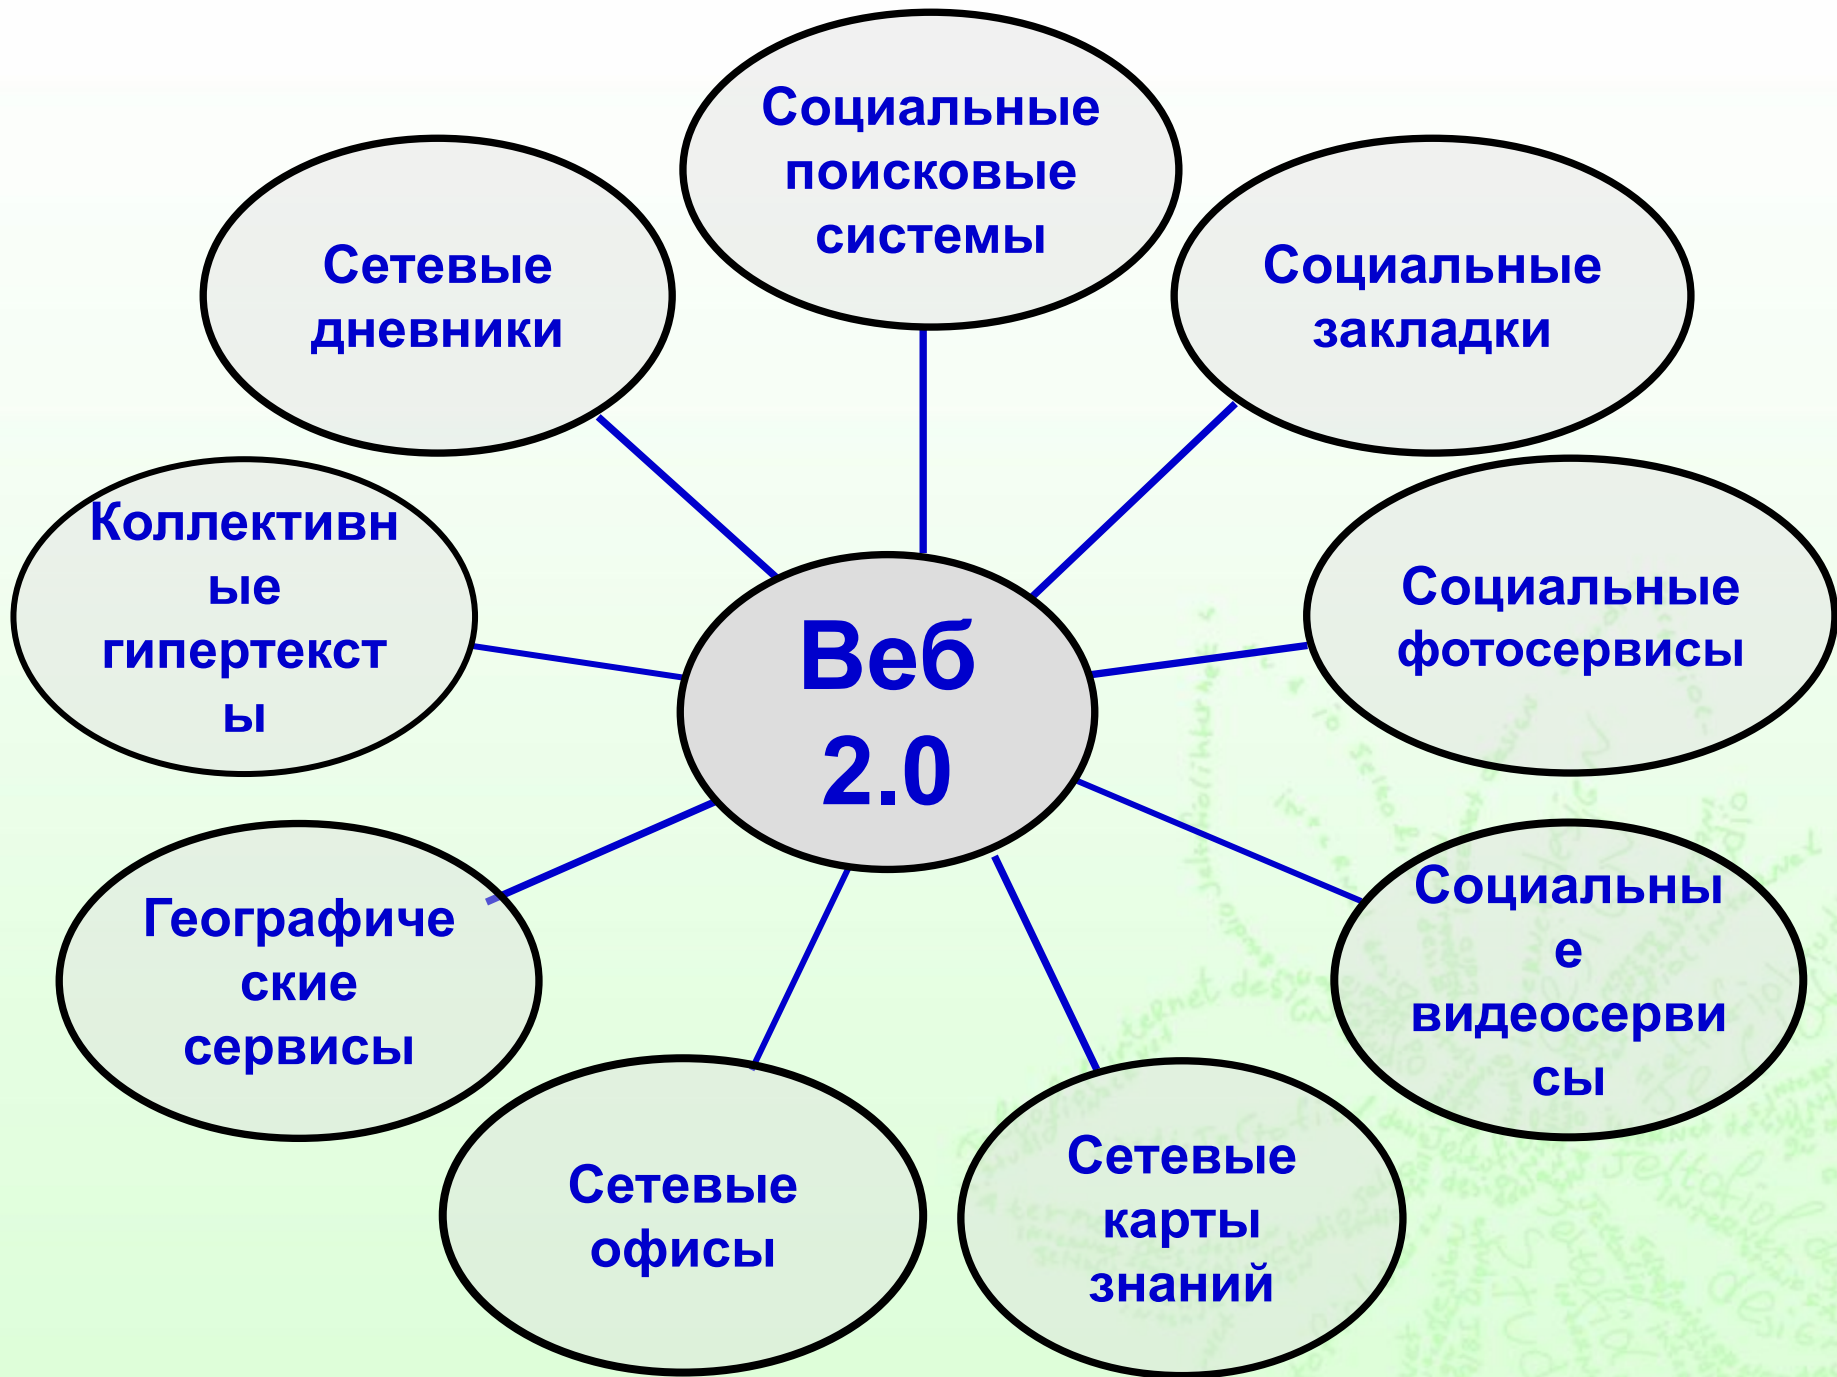 Социальные
поисковые
системы
Сетевые
дневники
Социальные
закладки
Коллективн
ые
гипертекст
ы
Веб
2.0
Социальные
фотосервисы
Географиче
ские
сервисы
Социальны
е
видеосерви
сы
Сетевые
офисы
Сетевые
карты
знаний